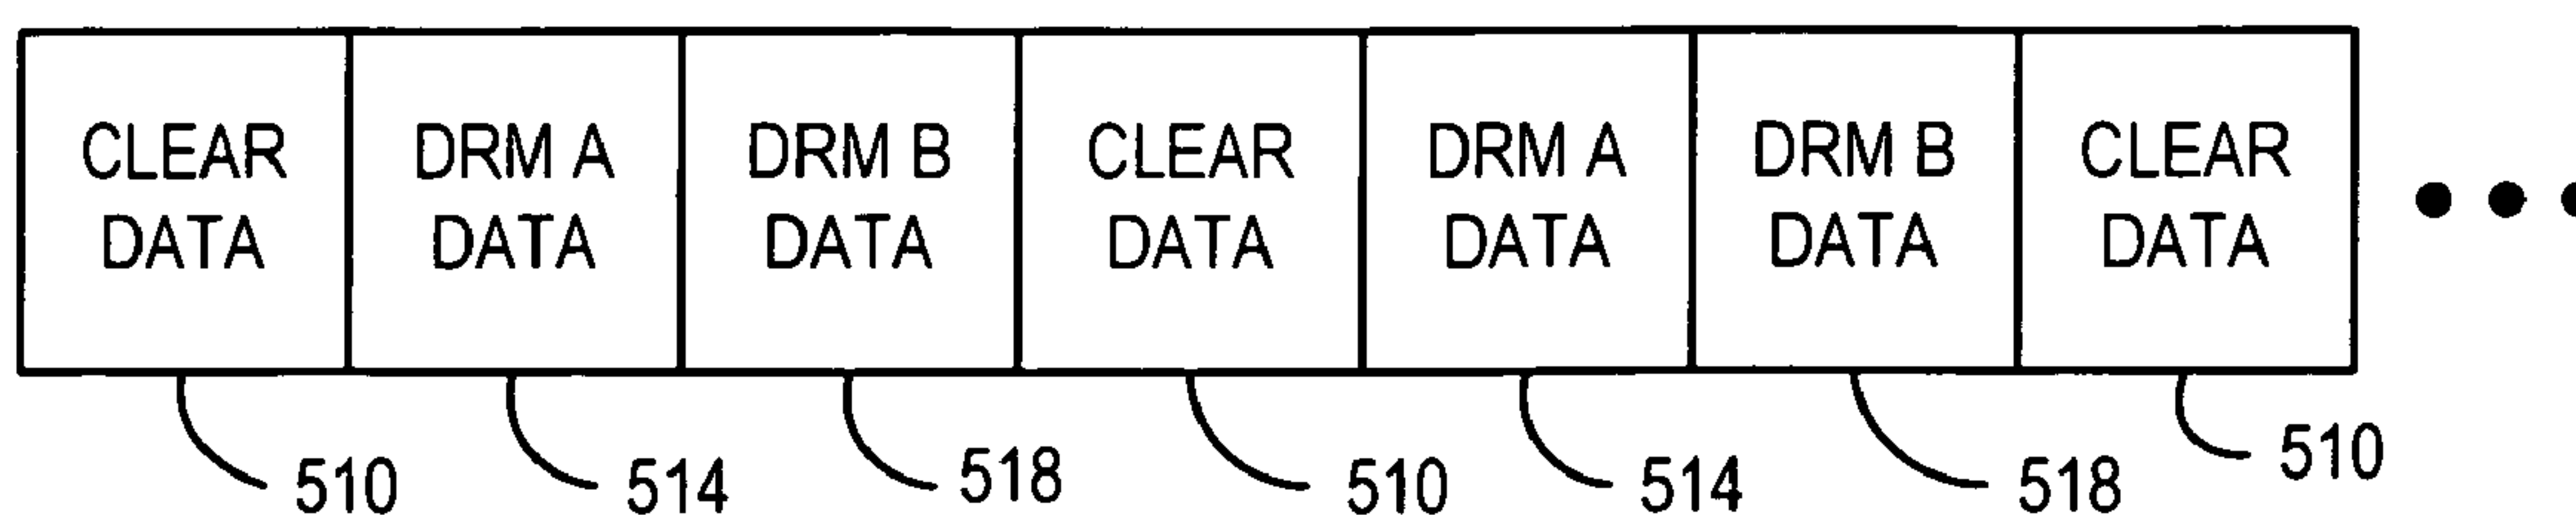 CLEAR DRM A DRM B CLEAR DRM A DRM B CLEAR
DATA DATA DATA DATA DATA DATA DATA
510 514 518 510 514 518 510